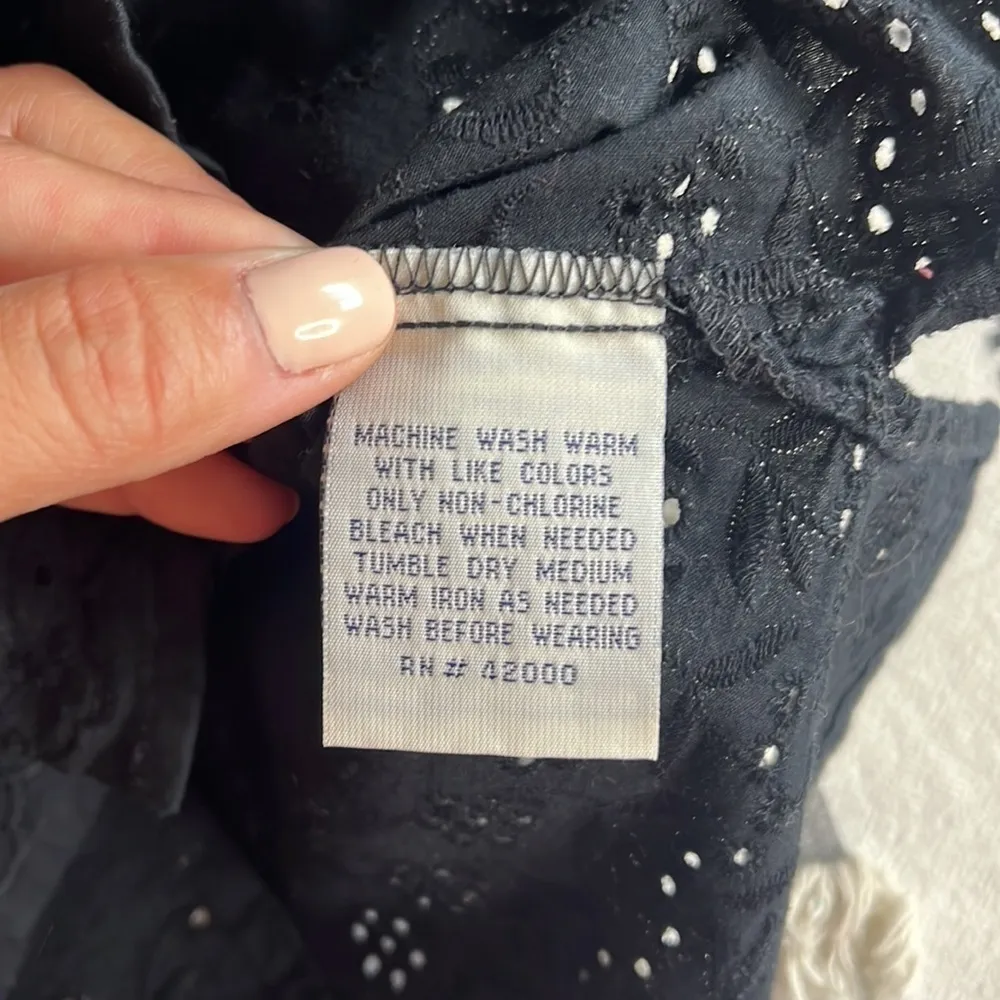 MACHINE WASH WARM
WITH LIKE COLORS
ONLY NON-CHLORINE
BLEACH WHEN NEEDED
TUMBLE DRY MEDIUM
WARM IRON AS NEEDED
WASH BEFORE WEARING
RN# 42000